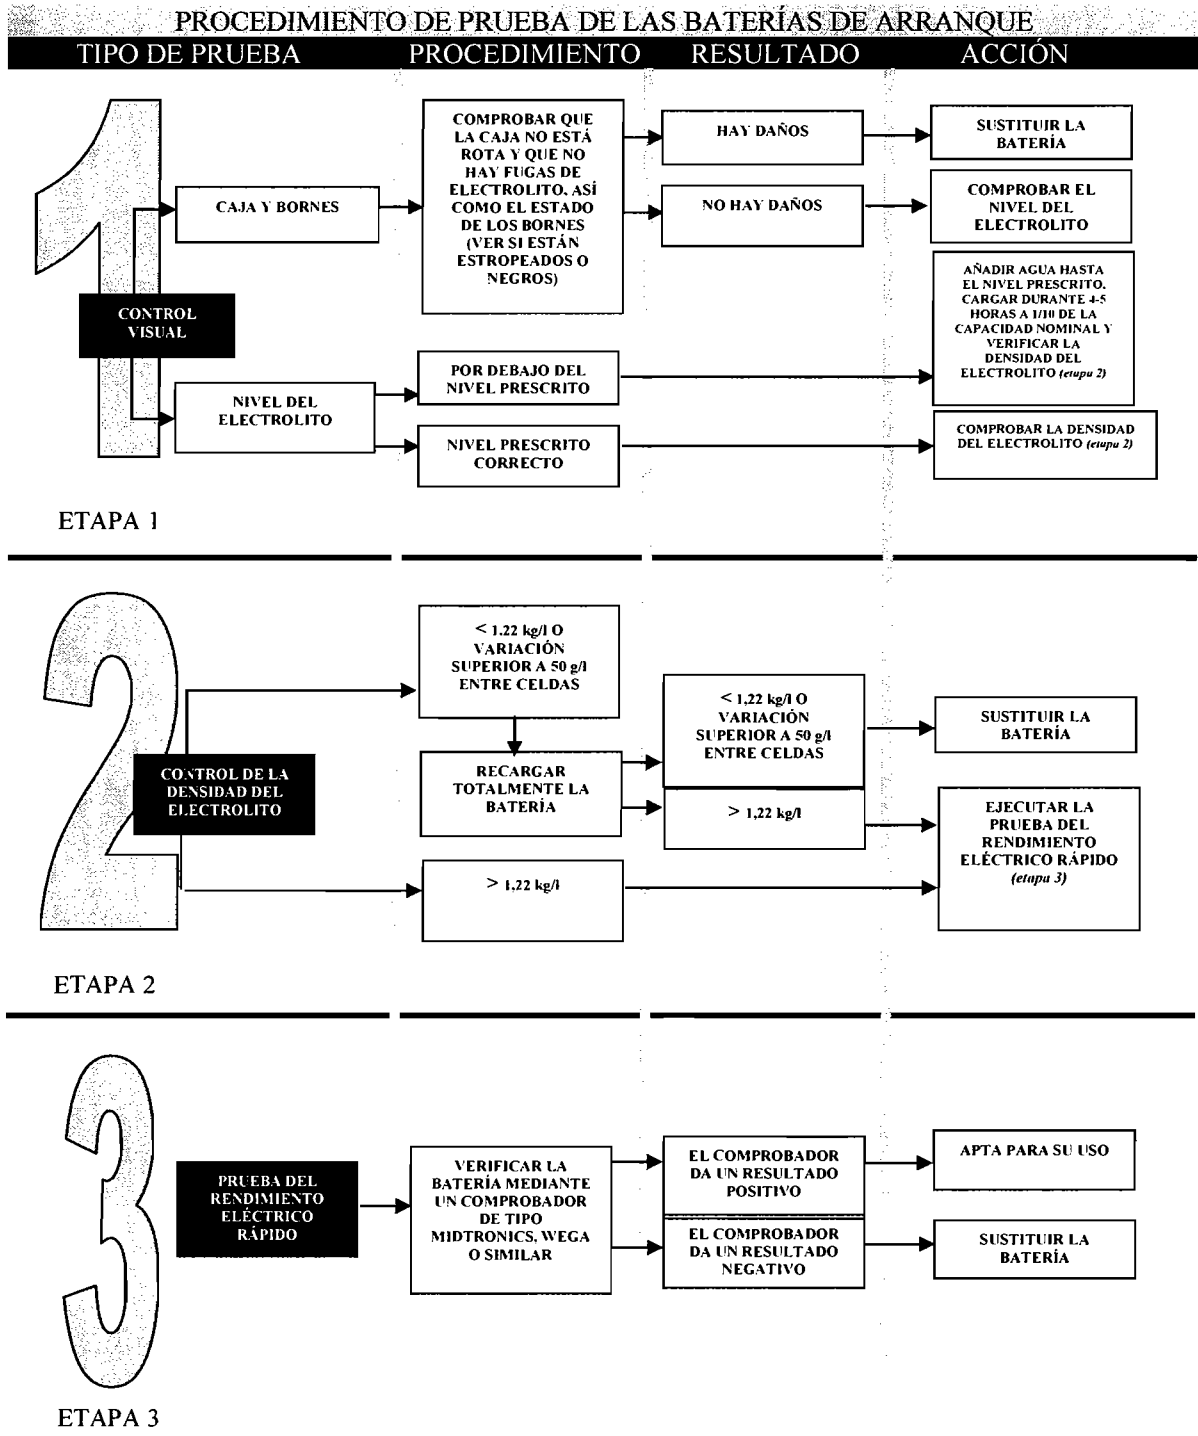 PROCEDIMIENTO DE PRUEBA DE LAS BATERÍAS DE ARRANQUE
TIPO DE PRUEBA
PROCEDIMIENTO
RESULTADO
ACCIÓN
1
CONTROL
VISUAL
CAJA Y BORNES
COMPROBAR QUE
LA CAJA NO ESTÁ
ROTA Y QUE NO
HAY FUGAS DE
ELECTROLITO, ASÍ
COMO EL ESTADO
DE LOS BORNES
(VER SI ESTÁN
ESTROPEADOS O
NEGROS)
HAY DAÑOS
SUSTITUIR LA
BATERÍA
NO HAY DAÑOS
COMPROBAR EL
NIVEL DEL
ELECTROLITO
NIVEL DEL
ELECTROLITO
POR DEBAJO DEL
NIVEL PRESCRITO
AÑADIR AGUA HASTA
EL NIVEL PRESCRITO.
CARGAR DURANTE 4-5
HORAS A 1/10 DE LA
CAPACIDAD NOMINAL Y
VERIFICAR LA
DENSIDAD DEL
ELECTROLITO (etapa 2)
NIVEL PRESCRITO
CORRECTO
COMPROBAR LA DENSIDAD
DEL ELECTROLITO (etapa 2)
ETAPA 1
2
CONTROL DE LA
DENSIDAD DEL
ELECTROLITO
< 1.22 kg/l O
VARIACIÓN
SUPERIOR A 50 g/l
ENTRE CELDAS
RECARGAR
TOTALMENTE LA
BATERÍA
< 1,22 kg/l O
VARIACIÓN
SUPERIOR A 50 g/l
ENTRE CELDAS
SUSTITUIR LA
BATERÍA
> 1,22 kg/l
EJECUTAR LA
PRUEBA DEL
RENDIMIENTO
ELÉCTRICO RÁPIDO
(etapa 3)
> 1,22 kg/l
ETAPA 2
3
PRUEBA DEL
RENDIMIENTO
ELÉCTRICO
RÁPIDO
VERIFICAR LA
BATERÍA MEDIANTE
UN COMPROBADOR
DE TIPO
MIDTRONICS, WEGA
O SIMILAR
EL COMPROBADOR
DA UN RESULTADO
POSITIVO
APTA PARA SU USO
EL COMPROBADOR
DA UN RESULTADO
NEGATIVO
SUSTITUIR LA
BATERÍA
ETAPA 3